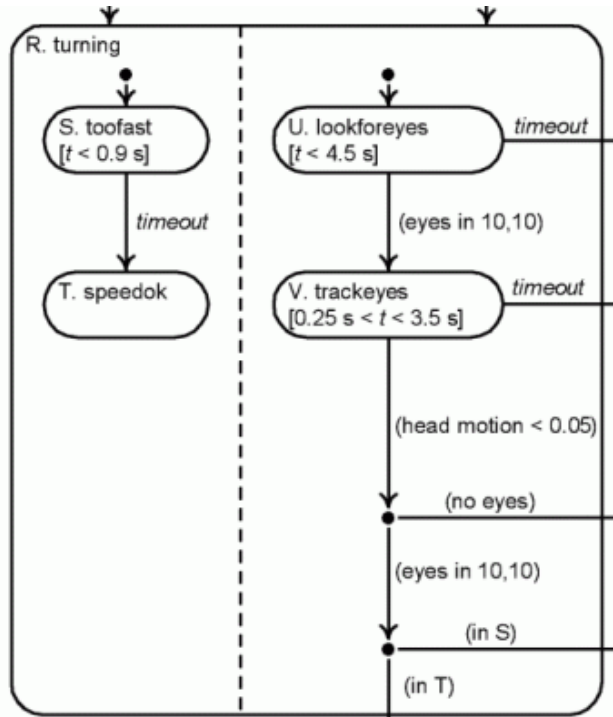 R. turning
S. toofast
[t < 0.9 s]
timeout
T. speedok
U. lookforeyes
[t < 4.5 s]
timeout
(eyes in 10,10)
V. trackeyes
[0.25 s < t < 3.5 s]
timeout
(head motion < 0.05)
(no eyes)
(eyes in 10,10)
(in S)
(in T)